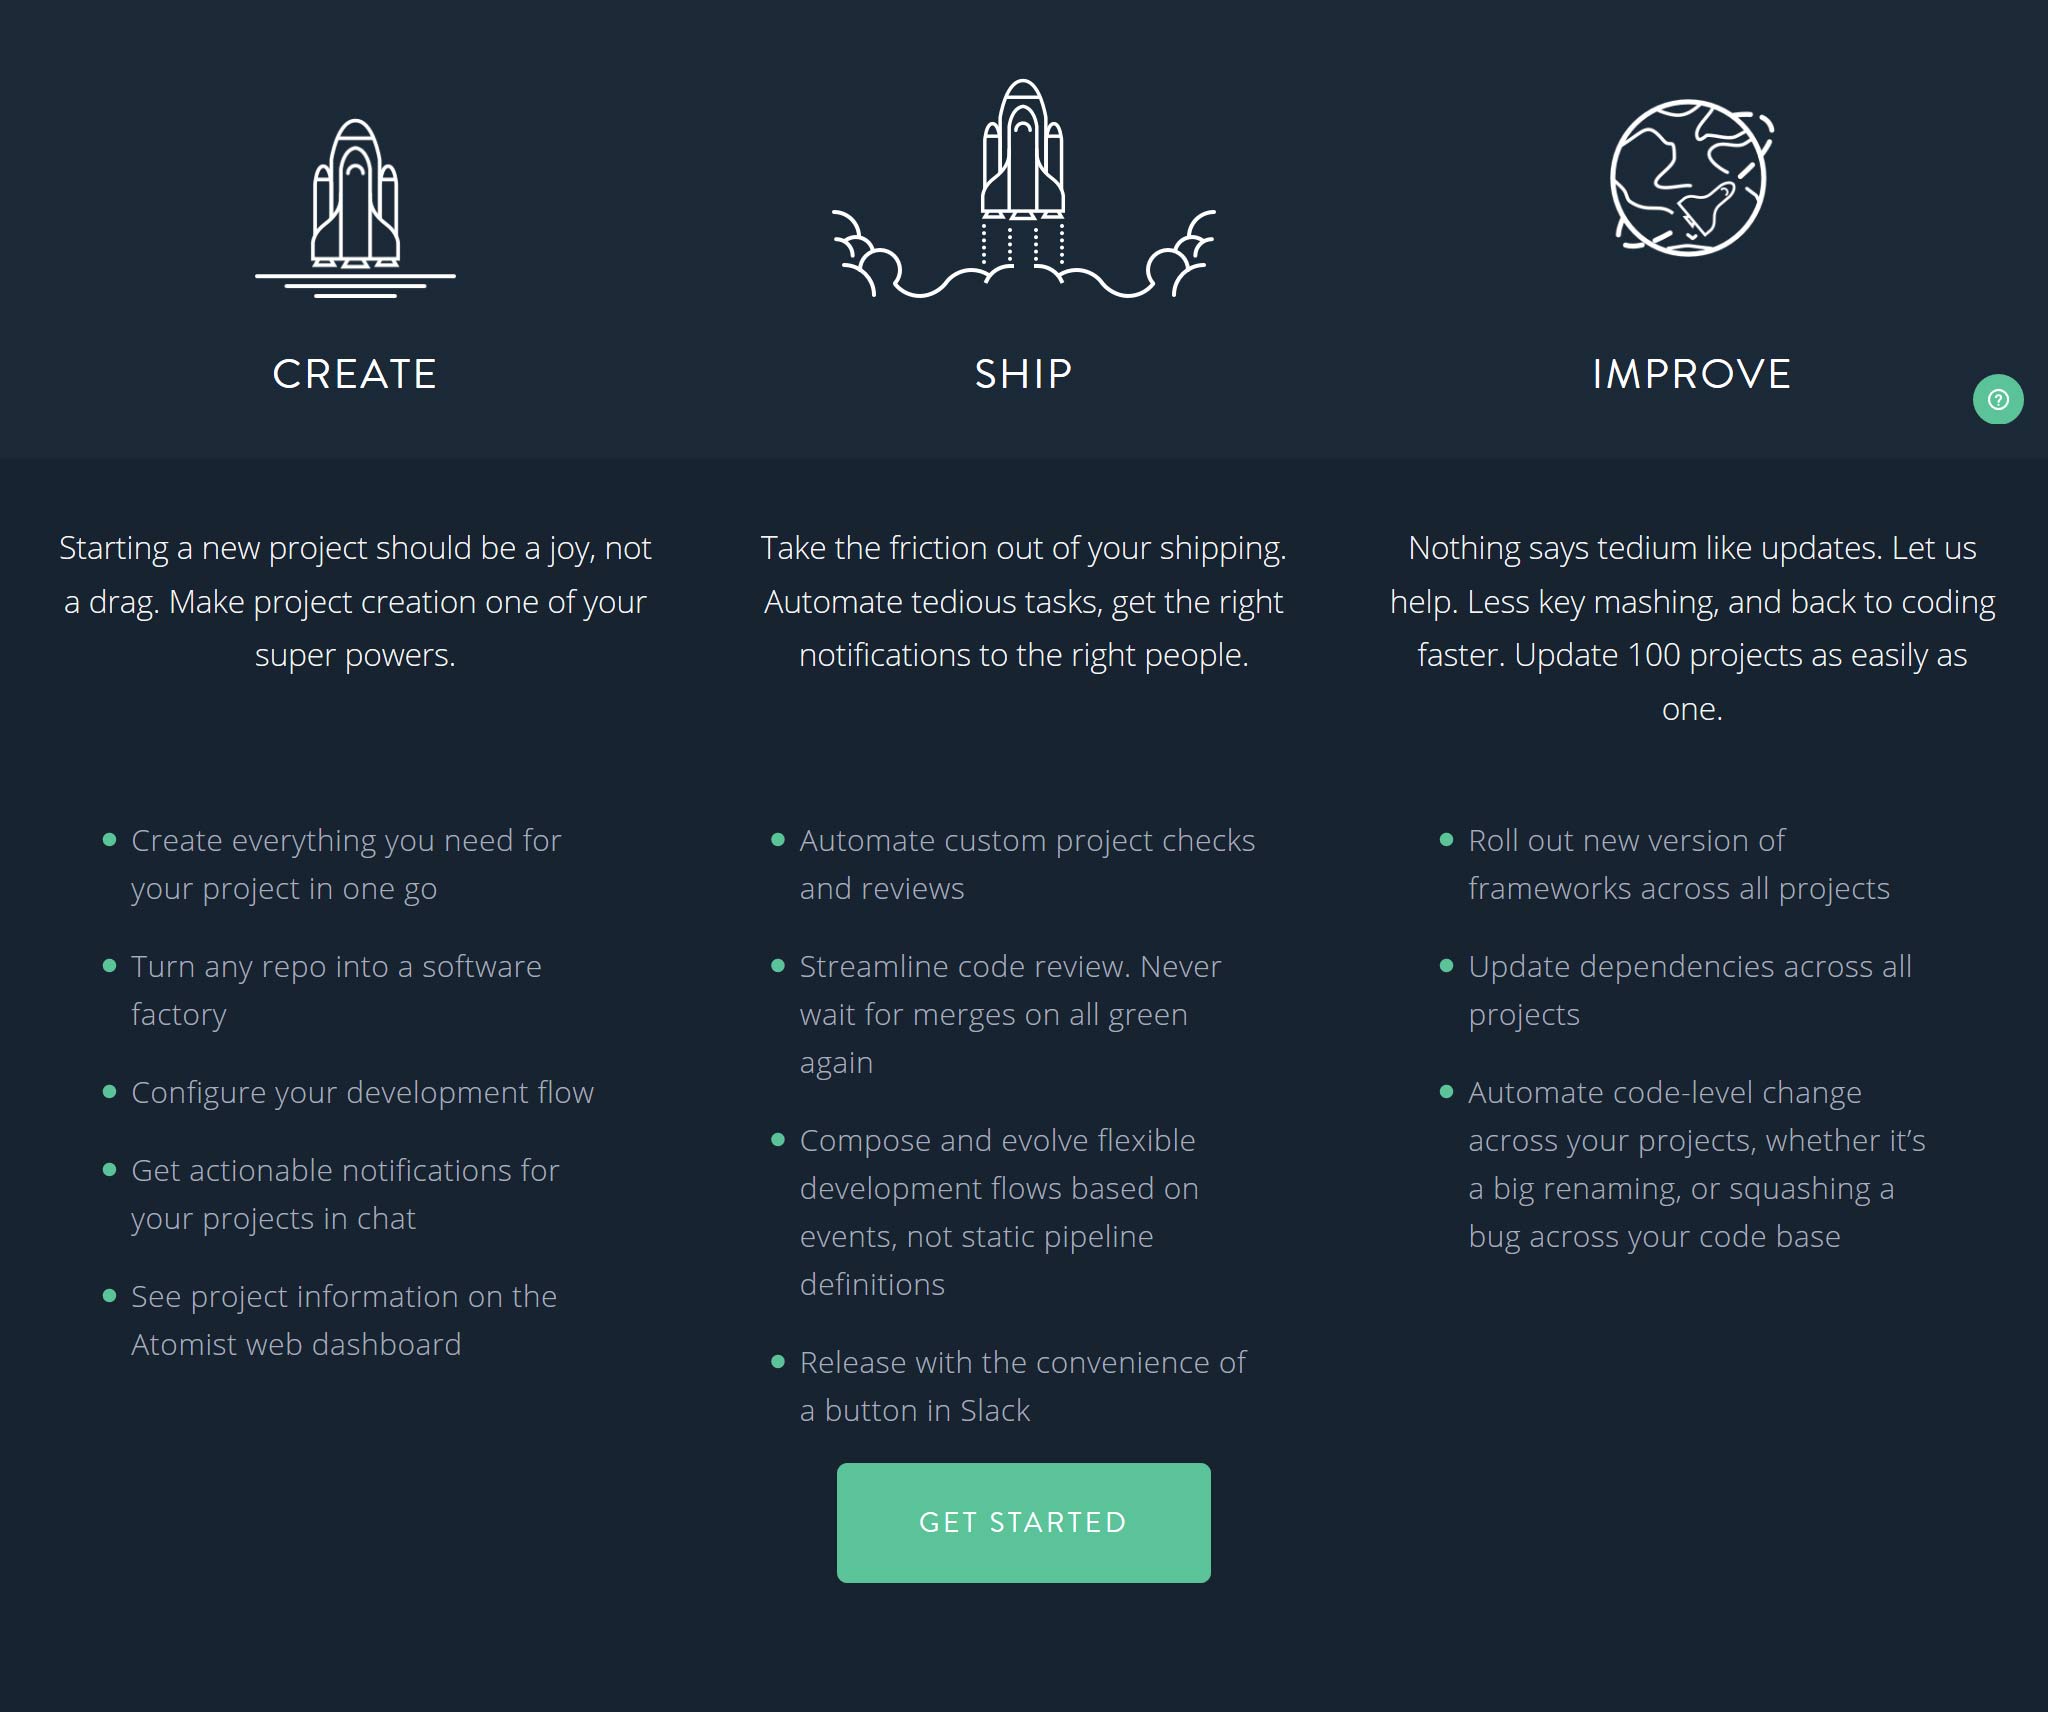 CREATE
SHIP
IMPROVE
Starting a new project should be a joy, not
a drag. Make project creation one of your
super powers.
Take the friction out of your shipping.
Automate tedious tasks, get the right
notifications to the right people.
Nothing says tedium like updates. Let us
help. Less key mashing, and back to coding
faster. Update 100 projects as easily as
one.
Create everything you need for
your project in one go
Turn any repo into a software
factory
Configure your development flow
Get actionable notifications for
your projects in chat
See project information on the
Atomist web dashboard
Automate custom project checks
and reviews
Streamline code review. Never
wait for merges on all green
again
Compose and evolve flexible
development flows based on
events, not static pipeline
definitions
Release with the convenience of
a button in Slack
Roll out new version of
frameworks across all projects
Update dependencies across all
projects
Automate code-level change
across your projects, whether it’s
a big renaming, or squashing a
bug across your code base
GET STARTED